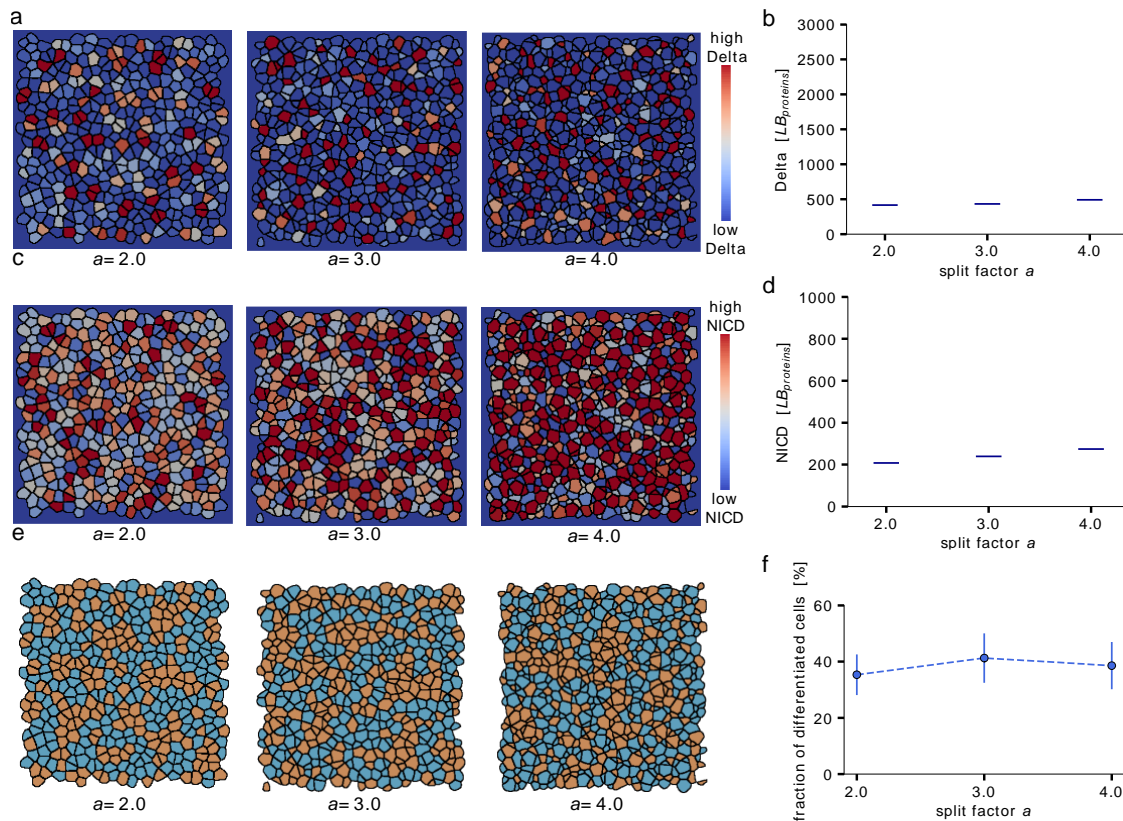 a
high
Delta
low
Delta
a= 2.0
a= 3.0
a= 4.0
b
3000
2500
2000
1500
1000
500
0
Delta [LBproteins]
2.0 3.0 4.0
split factor a
c
high
NICD
low
NICD
a= 2.0
a= 3.0
a= 4.0
d
1000
800
600
400
200
0
NICD [LBproteins]
2.0 3.0 4.0
split factor a
e
a= 2.0
a= 3.0
a= 4.0
f
60
40
20
0
fraction of differentiated cells [%]
2.0 3.0 4.0
split factor a